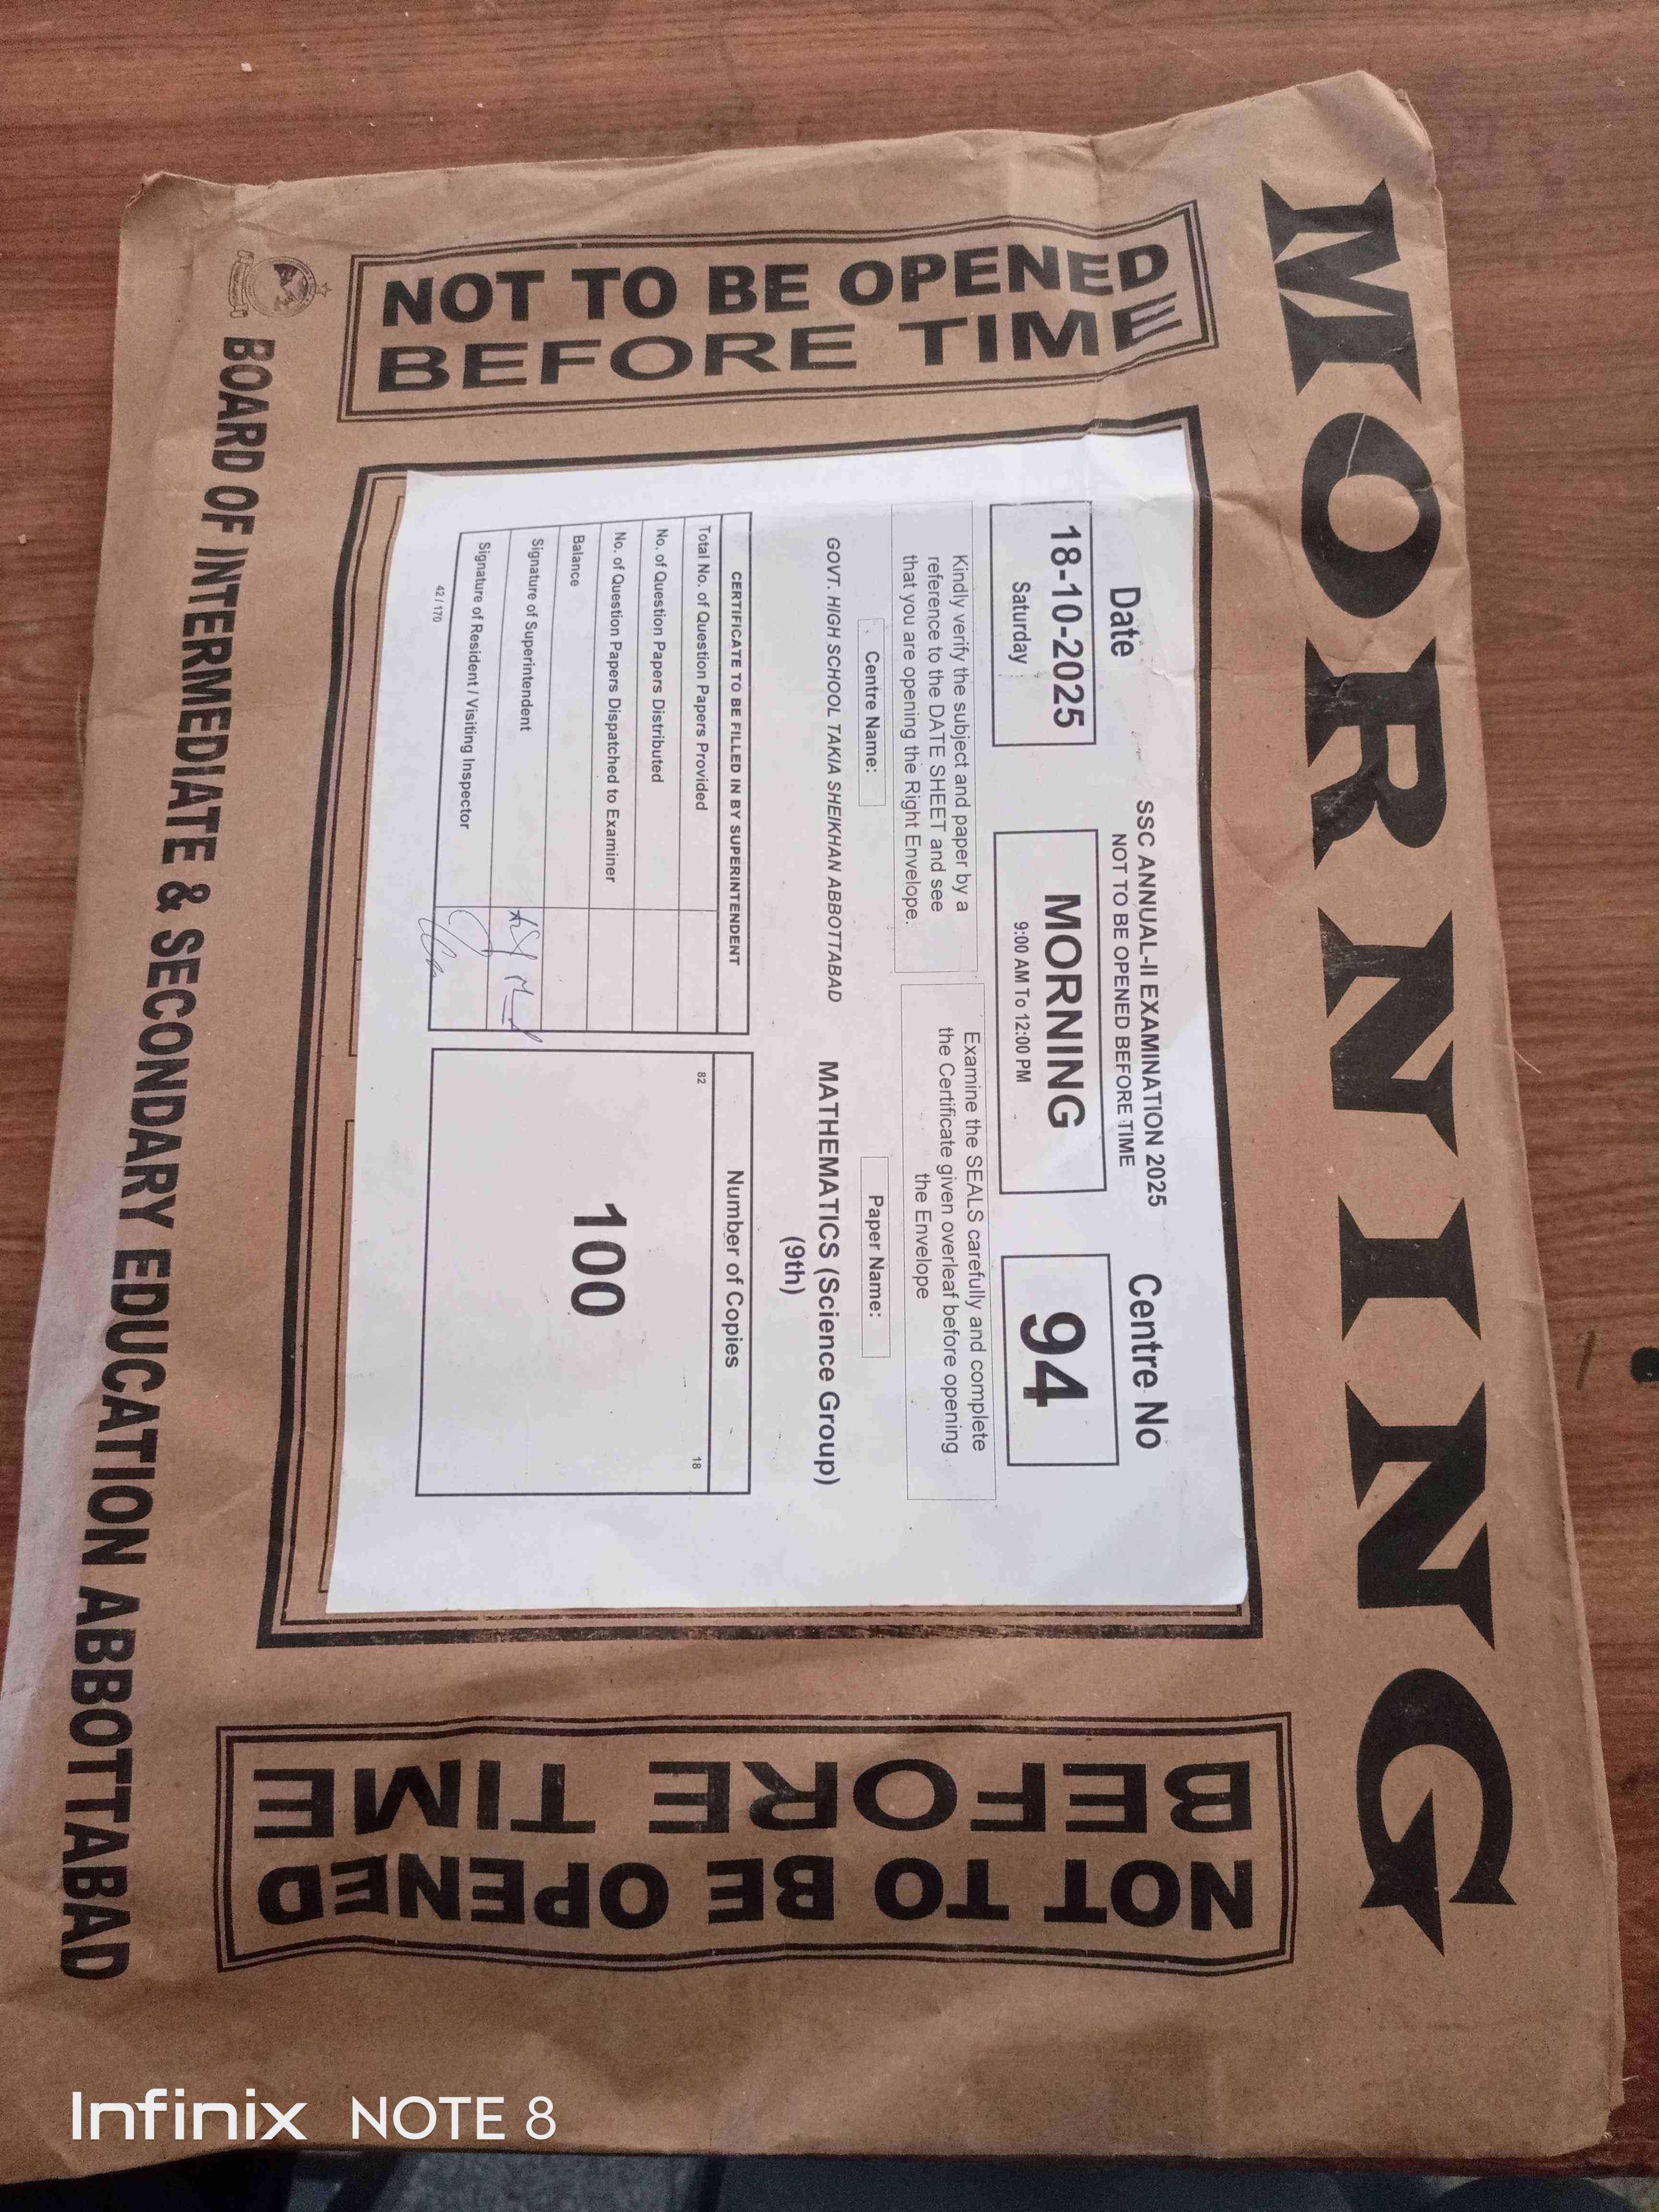 MORNING
NOT TO BE OPENED
BEFORE TIME
SSC ANNUAL-II EXAMINATION 2025
NOT TO BE OPENED BEFORE TIME
Date
Centre No
18-10-2025
Saturday
MORNING
9:00 AM To 12:00 PM
94
Kindly verify the subject and paper by a
reference to the DATE SHEET and see
that you are opening the Right Envelope.
Examine the SEALS carefully and complete
the Certificate given overleaf before opening
the Envelope
Centre Name:
Paper Name:
GOVT. HIGH SCHOOL TAKIA SHEIKHAN ABBOTTABAD
MATHEMATICS (Science Group)
(9th)
CERTIFICATE TO BE FILLED IN BY SUPERINTENDENT
Total No. of Question Papers Provided
No. of Question Papers Distributed
No. of Question Papers Dispatched to Examiner
Balance
Signature of Superintendent
Signature of Resident / Visiting Inspector
42 / 170
Number of Copies
82
18
100
NOT TO BE OPENED
BEFORE TIME
BOARD OF INTERMEDIATE & SECONDARY EDUCATION ABBOTTABAD
Infinix NOTE 8